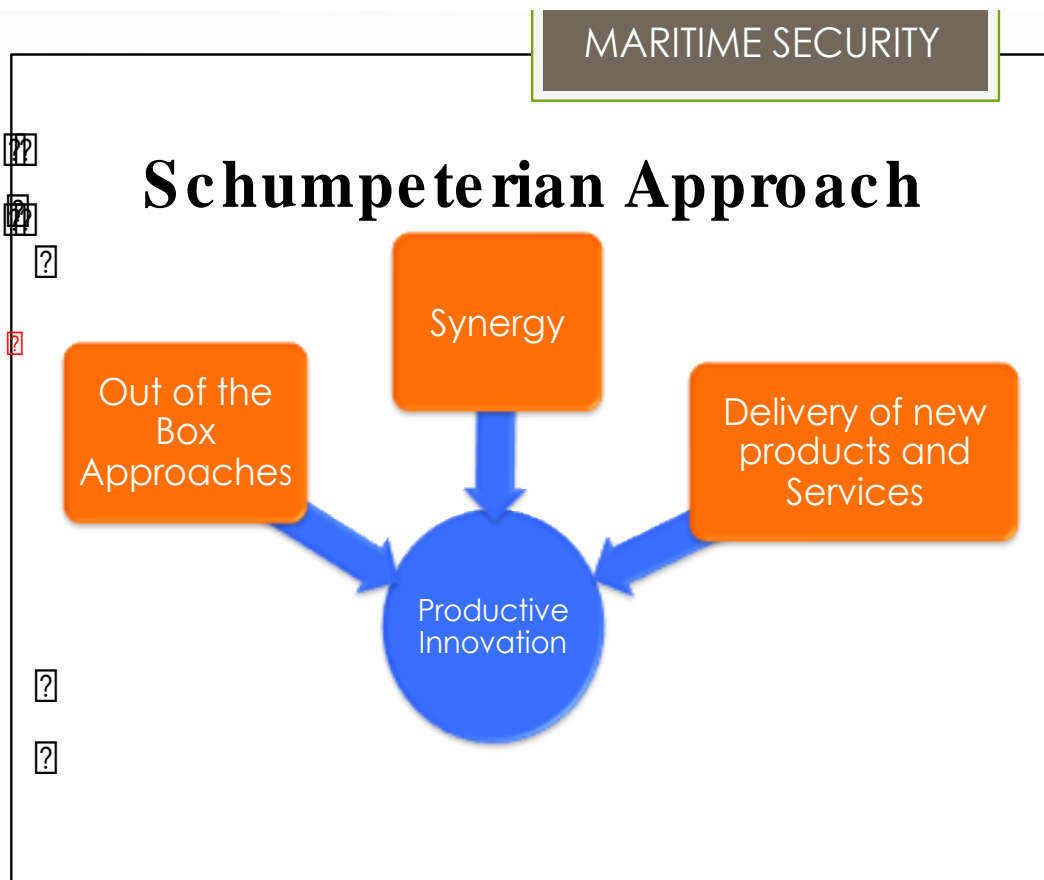 MARITIME SECURITY
Schumpeterian Approach
Synergy
Out of the
Box
Approaches
Delivery of new
products and
Services
Productive
Innovation